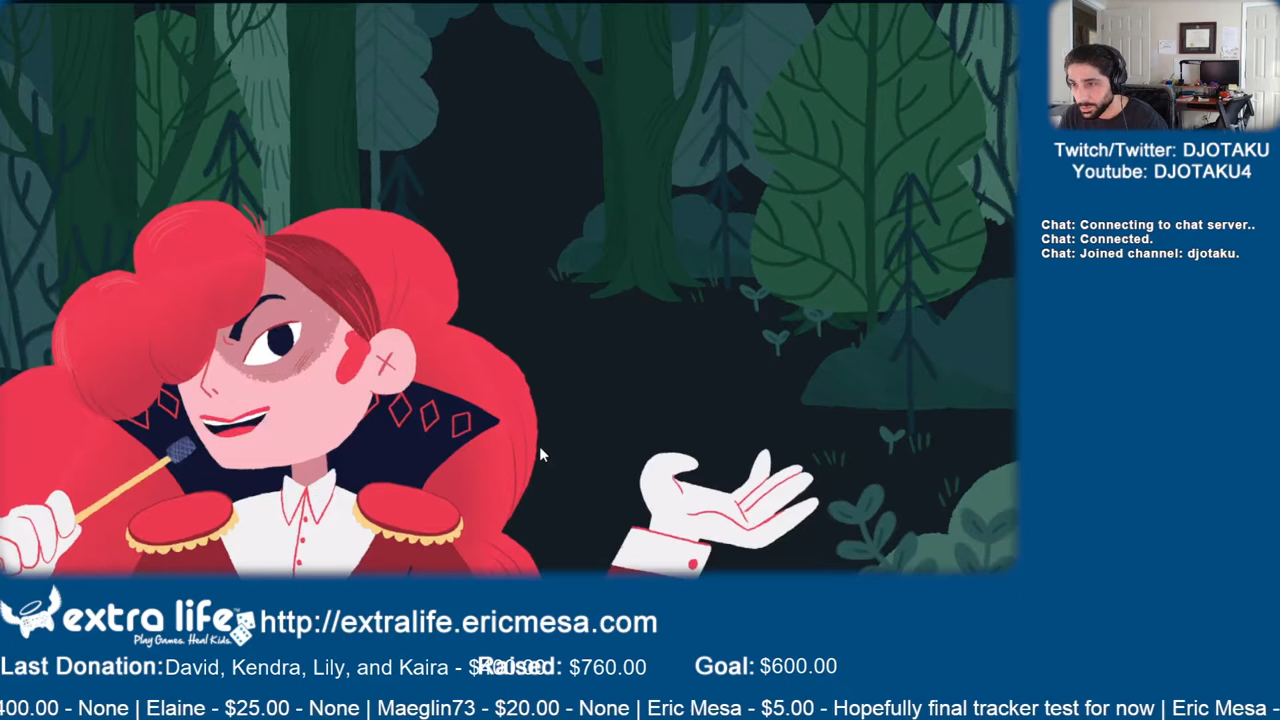 Twitch/Twitter: DJOTAKU
Youtube: DJOTAKU4
Chat: Connecting to chat server..
Chat: Connected.
Chat: Joined channel: djotaku.
extra life
Play Games. Heal Kids.
http://extralife.ericmesa.com
Last Donation: David, Kendra, Lily, and Kaira - Raised: $760.00 Goal: $600.00
400.00 - None | Elaine - $25.00 - None | Maeglin73 - $20.00 - None | Eric Mesa - $5.00 - Hopefully final tracker test for now | Eric Mesa -